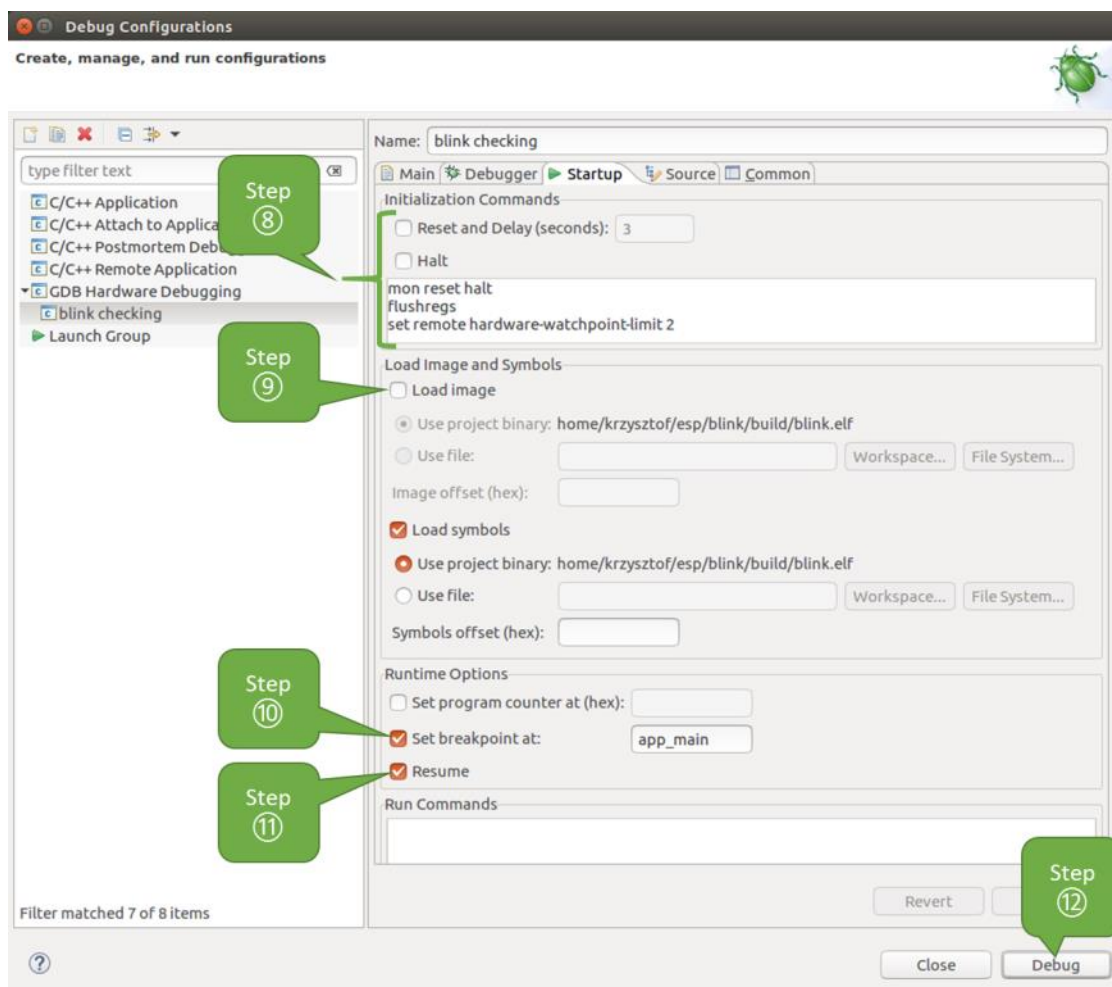 Debug Configurations
Create, manage, and run configurations
type filter text
C/C++ Application
C/C++ Attach to Applica
C/C++ Postmortem Debu
C/C++ Remote Application
GDB Hardware Debugging
blink checking
Launch Group
Filter matched 7 of 8 items
Step
⑧
Step
⑨
Step
⑩
Step
⑪
Name: blink checking
Main Debugger Startup Source Common
Initialization Commands
Reset and Delay (seconds): 3
Halt
mon reset halt
flushregs
set remote hardware-watchpoint-limit 2
Load Image and Symbols
Load image
Use project binary: home/krzysztof/esp/blink/build/blink.elf
Use file: Workspace... File System...
Image offset (hex):
Load symbols
Use project binary: home/krzysztof/esp/blink/build/blink.elf
Use file: Workspace... File System...
Symbols offset (hex):
Runtime Options
Set program counter at (hex):
Set breakpoint at: app_main
Resume
Run Commands
Step
⑫
Revert
Close Debug